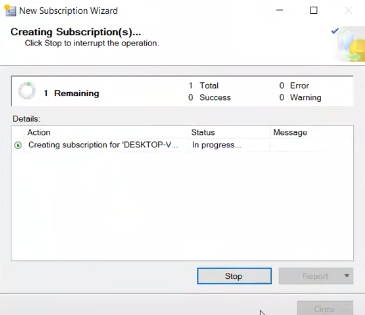 New Subscription Wizard
Creating Subscription(s)...
Click Stop to interrupt the operation.
1 Remaining
1 Total
0 Error
0 Success
0 Warning
Details:
Action Status Message
Creating subscription for 'DESKTOP-V... In progress...
Stop
Report
Close